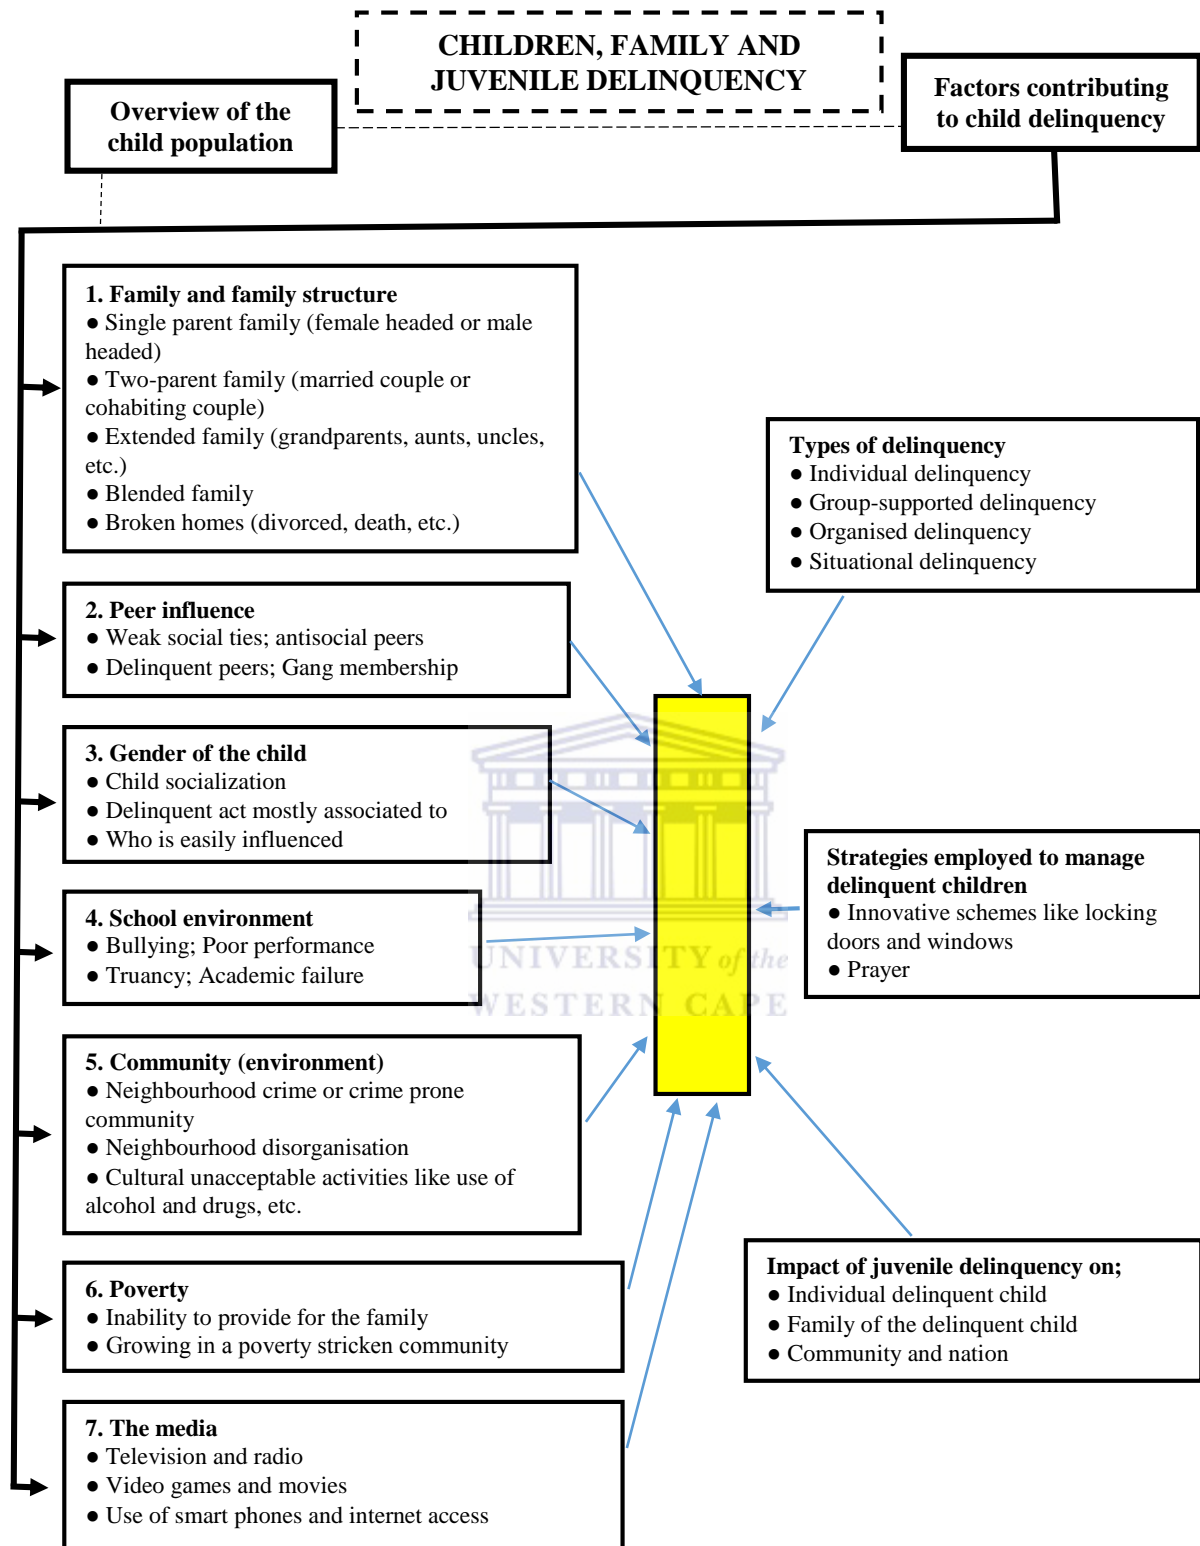 CHILDREN, FAMILY AND
JUVENILE DELINQUENCY
Overview of the
child population
Factors contributing
to child delinquency
1. Family and family structure
● Single parent family (female headed or male
headed)
● Two-parent family (married couple or
cohabiting couple)
● Extended family (grandparents, aunts, uncles,
etc.)
● Blended family
● Broken homes (divorced, death, etc.)
2. Peer influence
● Weak social ties; antisocial peers
● Delinquent peers; Gang membership
3. Gender of the child
● Child socialization
● Delinquent act mostly associated to
● Who is easily influenced
4. School environment
● Bullying; Poor performance
● Truancy; Academic failure
5. Community (environment)
● Neighbourhood crime or crime prone
community
● Neighbourhood disorganisation
● Cultural unacceptable activities like use of
alcohol and drugs, etc.
6. Poverty
● Inability to provide for the family
● Growing in a poverty stricken community
7. The media
● Television and radio
● Video games and movies
● Use of smart phones and internet access
Types of delinquency
● Individual delinquency
● Group-supported delinquency
● Organised delinquency
● Situational delinquency
Strategies employed to manage
delinquent children
● Innovative schemes like locking
doors and windows
● Prayer
Impact of juvenile delinquency on;
● Individual delinquent child
● Family of the delinquent child
● Community and nation
UNIVERSITY of the
WESTERN CAPE